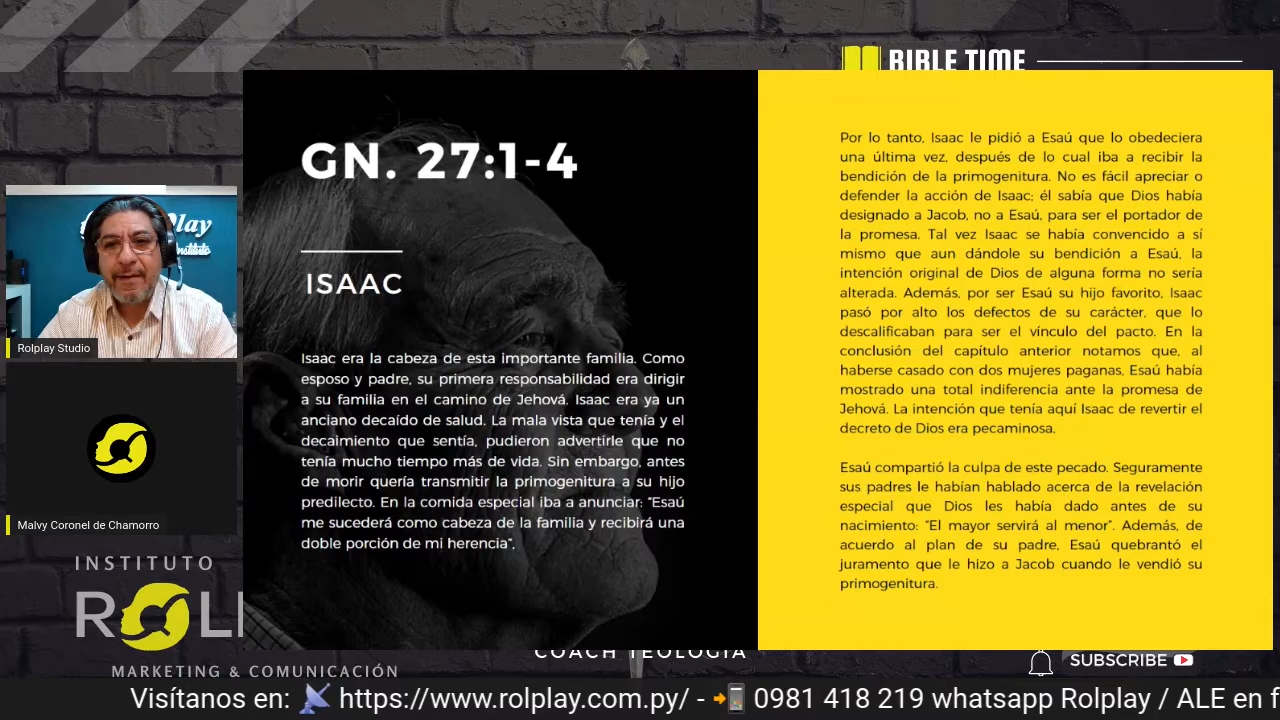 BIBLE TIME
GN. 27:1-4
ISAAC
Isaac era la cabeza de esta importante familia. Como
esposo y padre, su primera responsabilidad era dirigir
a su familia en el camino de Jehová. Isaac era ya un
anciano decaído de salud. La mala vista que tenía y el
decaimiento que sentía, pudieron advertirle que no
tenía mucho tiempo más de vida. Sin embargo, antes
de morir quería transmitir la primogenitura a su hijo
predilecto. En la comida especial iba a anunciar: “Esaú
me sucederá como cabeza de la familia y recibirá una
doble porción de mi herencia”.
Por lo tanto, Isaac le pidió a Esaú que lo obedeciera
una última vez, después de lo cual iba a recibir la
bendición de la primogenitura. No es fácil apreciar o
defender la acción de Isaac; él sabía que Dios había
designado a Jacob, no a Esaú, para ser el portador de
la promesa. Tal vez Isaac se había convencido a sí
mismo que aun dándole su bendición a Esaú, la
intención original de Dios de alguna forma no sería
alterada. Además, por ser Esaú su hijo favorito, Isaac
pasó por alto los defectos de su carácter, que lo
descalificaban para ser el vínculo del pacto. En la
conclusión del capítulo anterior notamos que, al
haberse casado con dos mujeres paganas, Esaú había
mostrado una total indiferencia ante la promesa de
Jehová. La intención que tenía aquí Isaac de revertir el
decreto de Dios era pecaminosa.
Esaú compartió la culpa de este pecado. Seguramente
sus padres le habían hablado acerca de la revelación
especial que Dios les había dado antes de su
nacimiento: “El mayor servirá al menor”. Además, de
acuerdo al plan de su padre, Esaú quebrantó el
juramento que le hizo a Jacob cuando le vendió su
primogenitura.
Rolplay Studio
Malvy Coronel de Chamorro
INSTITUTO
ROL
MARKETING & COMUNICACIÓN
COACH TEOLOGÍA
SUBSCRIBE
Visítanos en: https://www.rolplay.com.py/ - 0981 418 219 whatsapp Rolplay / ALE en f